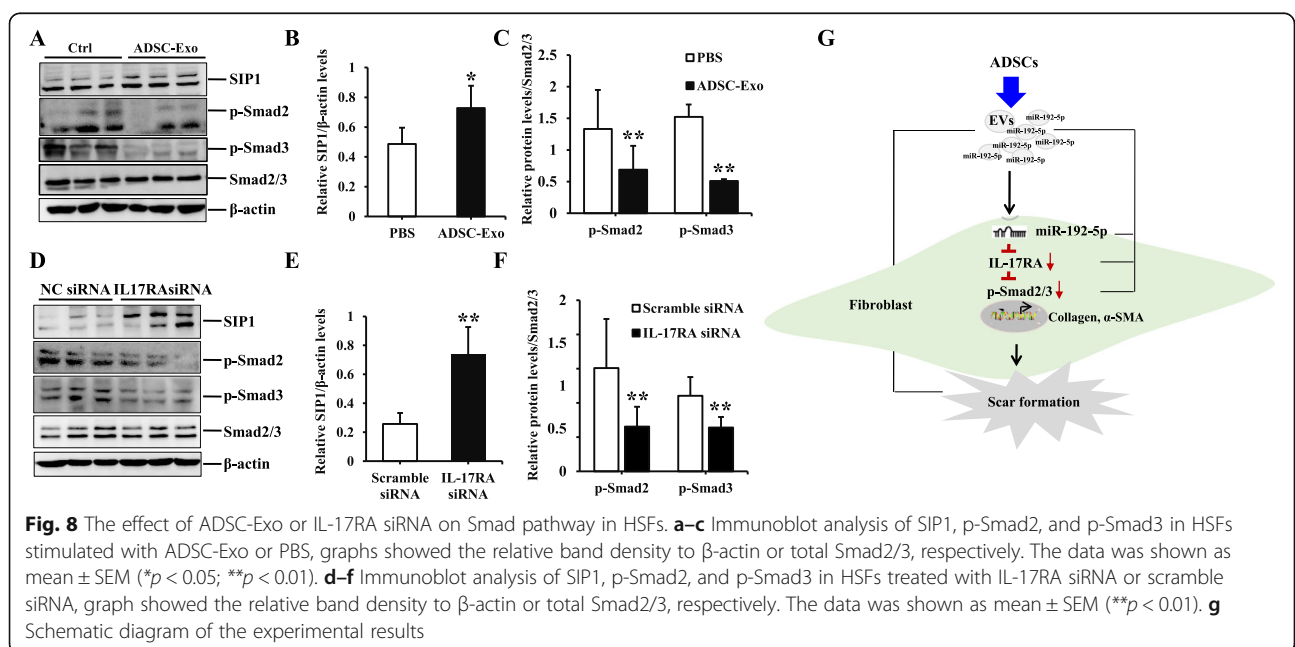 A
Ctrl ADSC-Exo
SIP1
p-Smad2
p-Smad3
Smad2/3
β-actin
B
Relative SIP1/β-actin levels
1
0.8
0.6
0.4
0.2
0
*
PBS ADSC-Exo
C
Relative protein levels/Smad2/3
2.5
2
1.5
1
0.5
0
PBS
ADSC-Exo
**
**
p-Smad2 p-Smad3
D
NC siRNA IL17RAsiRNA
SIP1
p-Smad2
p-Smad3
Smad2/3
β-actin
E
Relative SIP1/β-actin levels
1
0.8
0.6
0.4
0.2
0
**
Scramble siRNA
IL-17RA siRNA
F
Relative protein levels/Smad2/3
2
2
1
1
0.5
0
Scramble siRNA
IL-17RA siRNA
**
**
p-Smad2 p-Smad3
G
ADSCs
EVs
miR-192-5p
miR-192-5p
miR-192-5p
miR-192-5p
miR-192-5p
miR-192-5p
miR-192-5p
IL-17RA
p-Smad2/3
Fibroblast
Collagen, α-SMA
Scar formation
Fig. 8 The effect of ADSC-Exo or IL-17RA siRNA on Smad pathway in HSFs. a–c Immunoblot analysis of SIP1, p-Smad2, and p-Smad3 in HSFs
stimulated with ADSC-Exo or PBS, graphs showed the relative band density to β-actin or total Smad2/3, respectively. The data was shown as
mean ± SEM (*p < 0.05; **p < 0.01). d–f Immunoblot analysis of SIP1, p-Smad2, and p-Smad3 in HSFs treated with IL-17RA siRNA or scramble
siRNA, graph showed the relative band density to β-actin or total Smad2/3, respectively. The data was shown as mean ± SEM (**p < 0.01). g
Schematic diagram of the experimental results